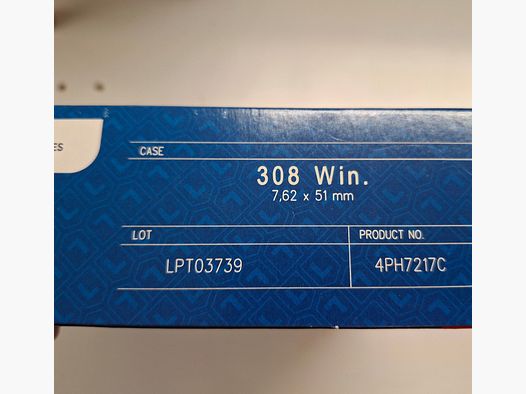 ES
CASE
308 Win.
7,62 x 51 mm
LOT
PRODUCT NO.
LPT03739
4PH7217C